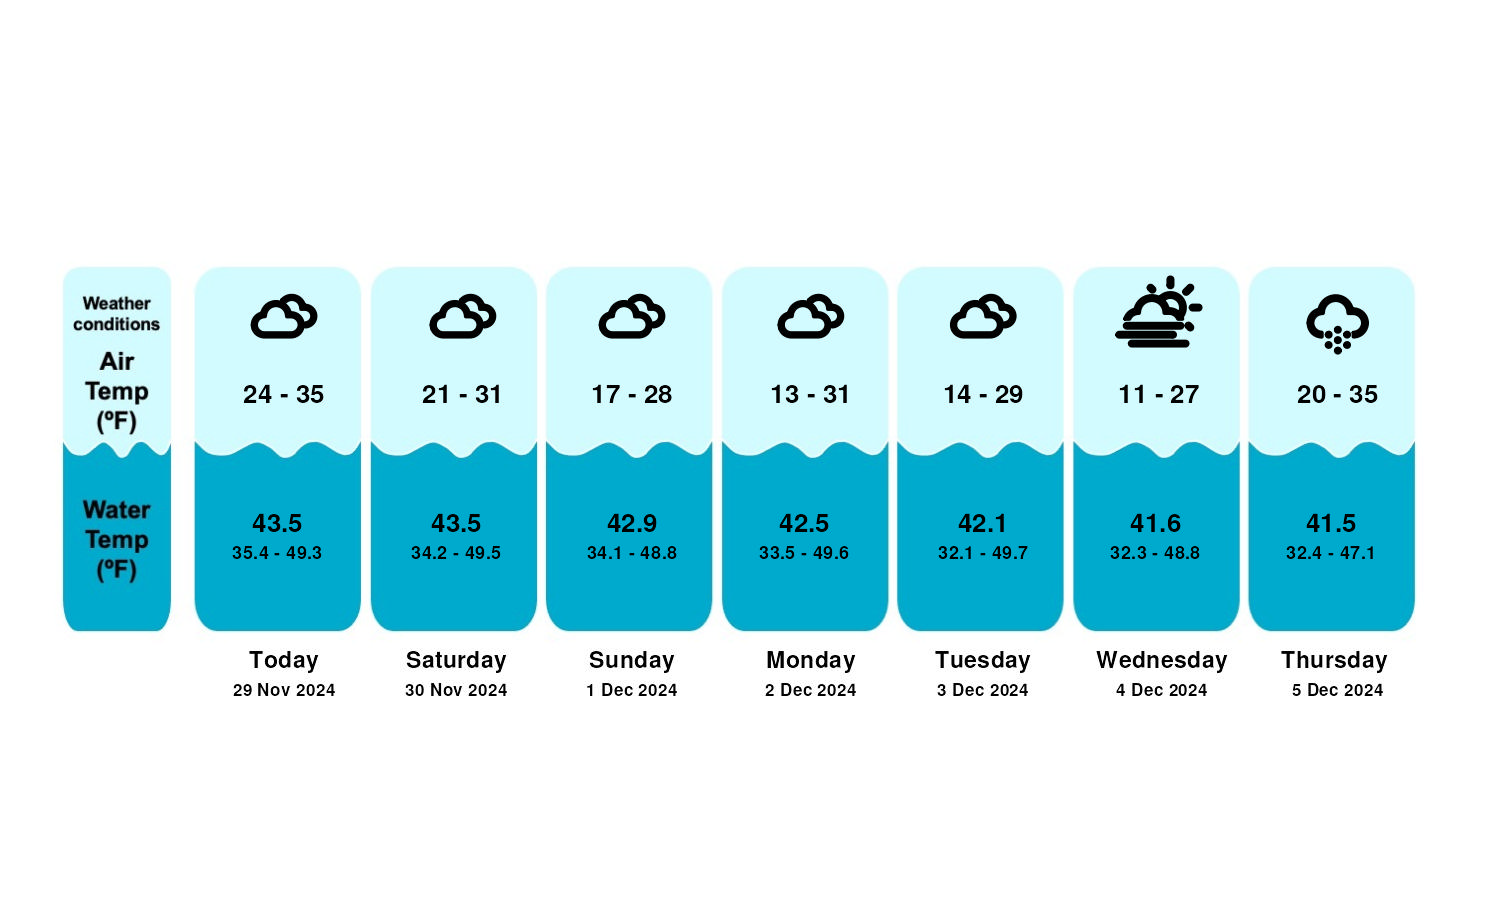 Weather
conditions
Air
Temp
(ºF)
Water
Temp
(ºF)
24 - 35
43.5
35.4 - 49.3
Today
29 Nov 2024
21 - 31
43.5
34.2 - 49.5
Saturday
30 Nov 2024
17 - 28
42.9
34.1 - 48.8
Sunday
1 Dec 2024
13 - 31
42.5
33.5 - 49.6
Monday
2 Dec 2024
14 - 29
42.1
32.1 - 49.7
Tuesday
3 Dec 2024
11 - 27
41.6
32.3 - 48.8
Wednesday
4 Dec 2024
20 - 35
41.5
32.4 - 47.1
Thursday
5 Dec 2024